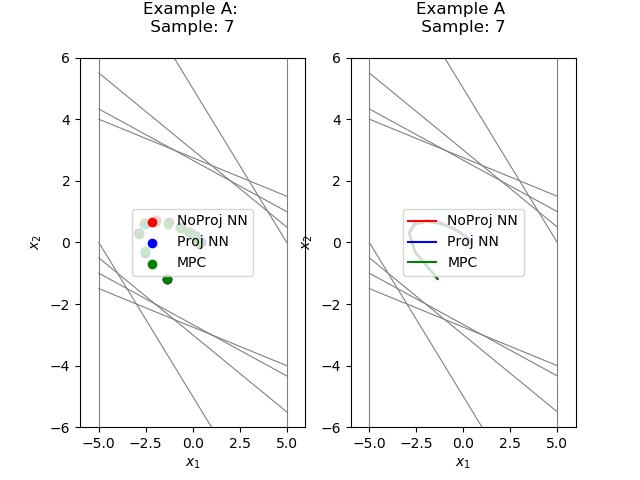 Example A:
Sample: 7
x₂
6
4
2
0
−2
−4
−6
−5.0
−2.5
0.0
2.5
5.0
x₁
NoProj NN
Proj NN
MPC
Example A
Sample: 7
x₂
6
4
2
0
−2
−4
−6
−5.0
−2.5
0.0
2.5
5.0
x₁
NoProj NN
Proj NN
MPC